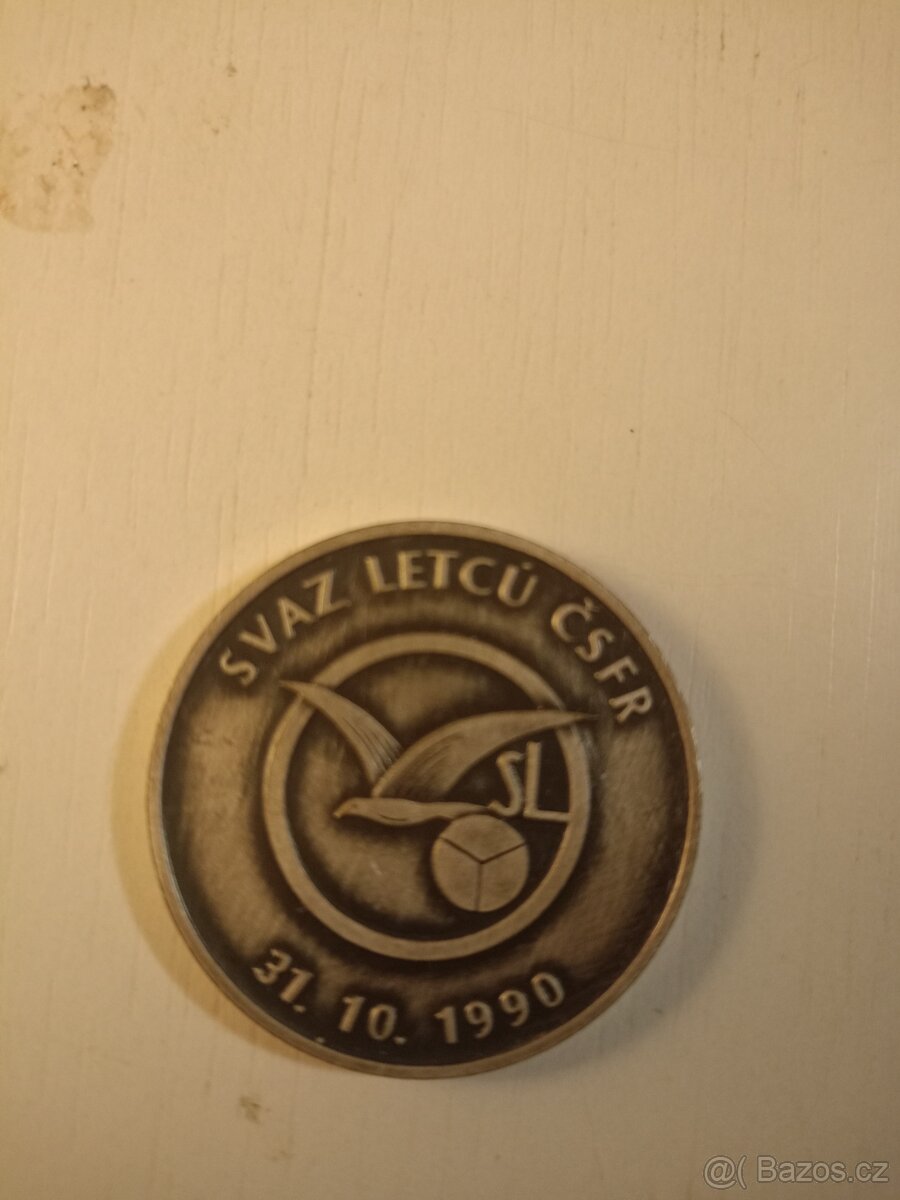 SVAZ LETCŮ ČSFR
SL
31. 10. 1990
@( Bazos.cz